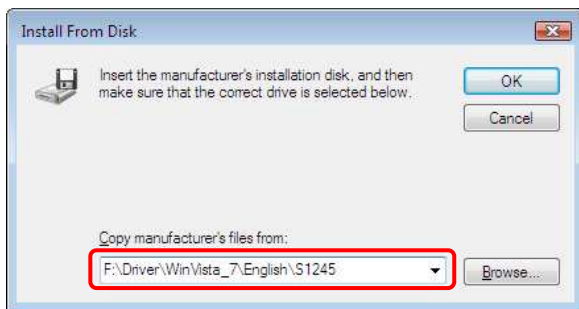 Install From Disk
Insert the manufacturer's installation disk, and then
make sure that the correct drive is selected below.
OK
Cancel
Copy manufacturer's files from:
F:\Driver\WinVista_7\English\S1245
Browse...